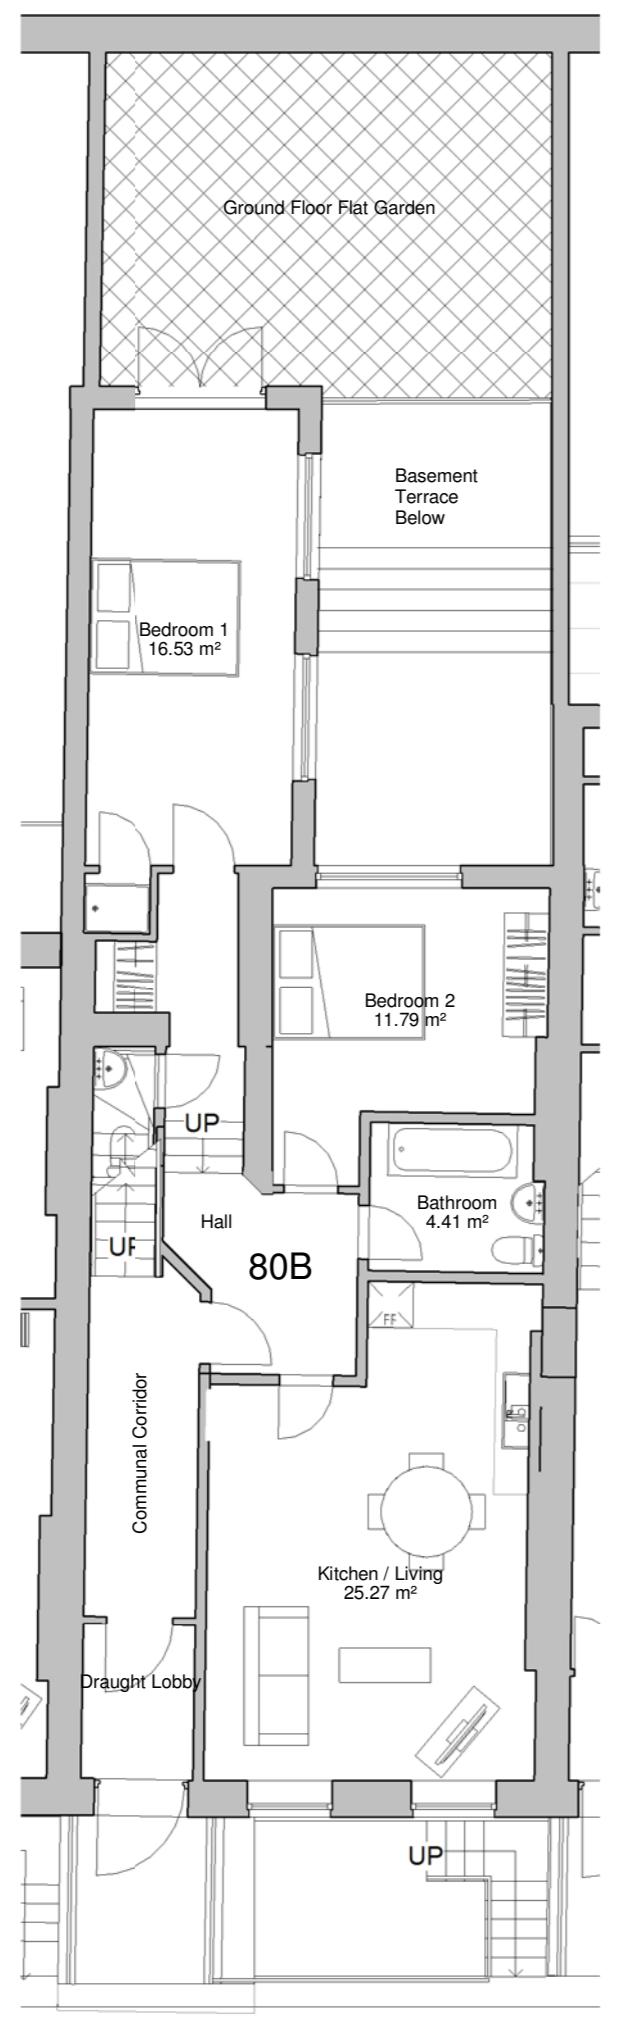 Ground Floor Flat Garden
Basement
Terrace
Below
Bedroom 1
16.53 m²
Bedroom 2
11.79 m²
UP
Bathroom
4.41 m²
Hall
UP
80B
FF
Communal Corridor
Kitchen / Living
25.27 m²
Draught Lobby
UP